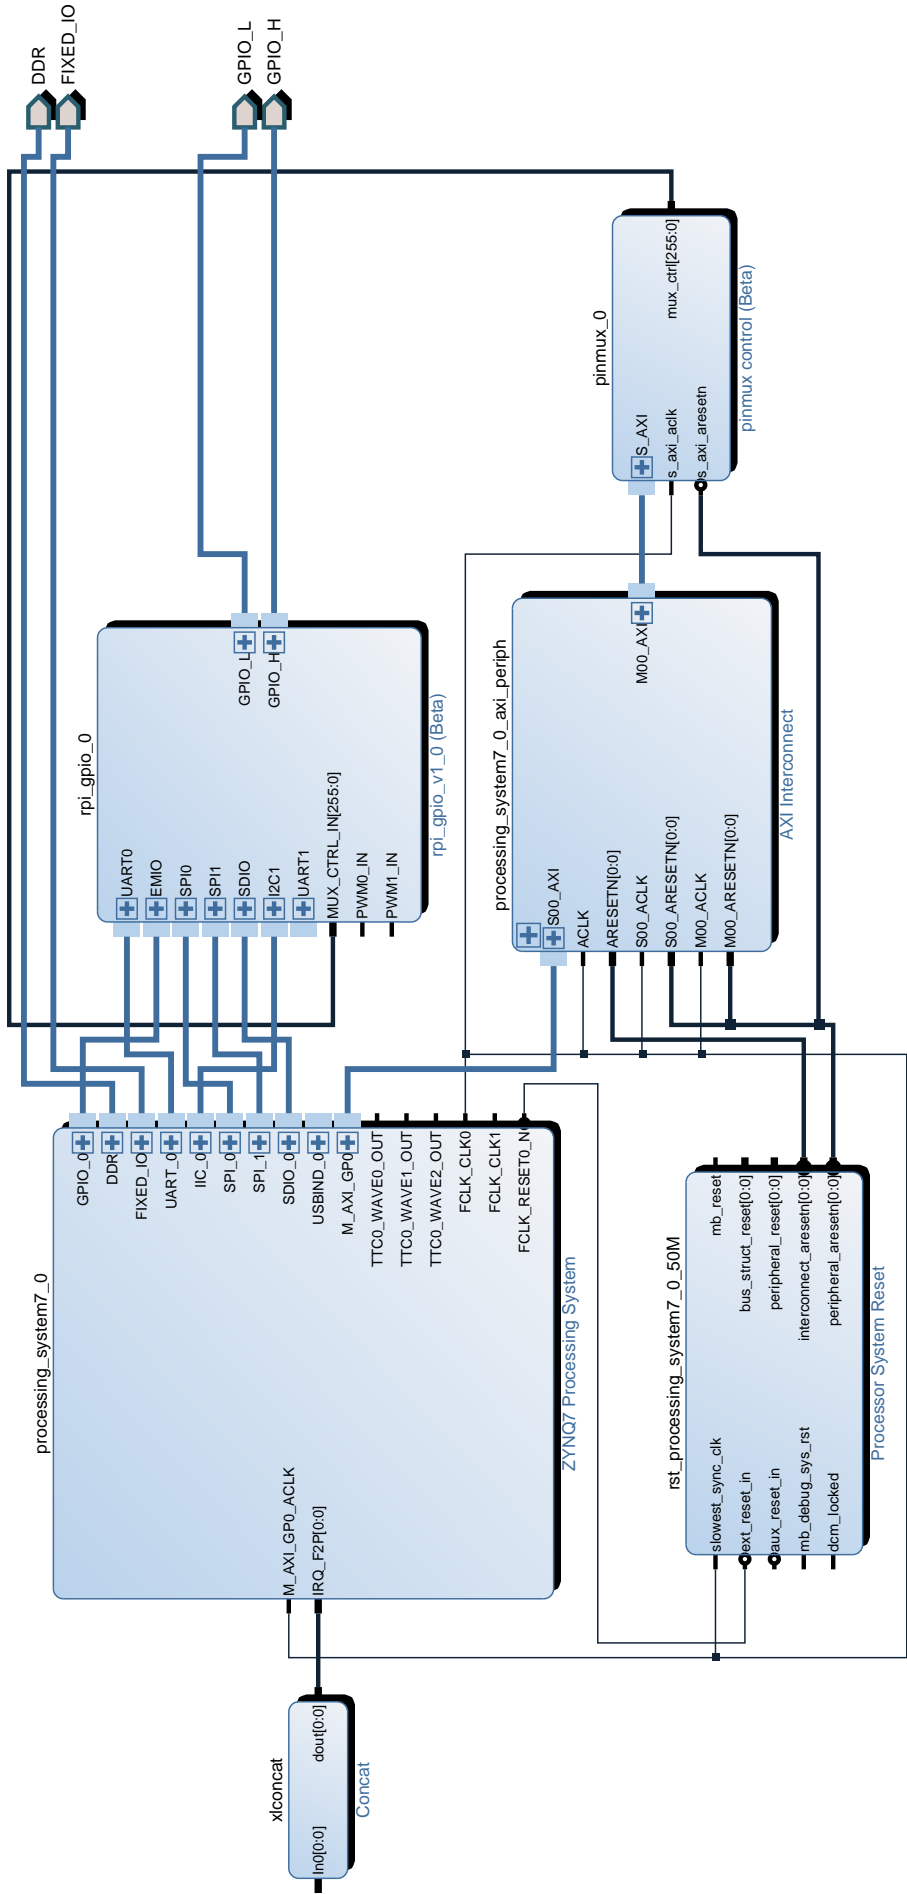 xlconcat
In0[0:0]
dout[0:0]
Concat
processing_system7_0
M_AXI_GP0_ACLK
IRQ_F2P[0:0]
GPIO_0
DDR
FIXED_IO
UART_0
IIC_0
SPI_0
SPI_1
SDIO_0
USBIND_0
M_AXI_GP0
TTC0_WAVE0_OUT
TTC0_WAVE1_OUT
TTC0_WAVE2_OUT
FCLK_CLK0
FCLK_CLK1
FCLK_RESET0_N
ZYNQ7 Processing System
rst_processing_system7_0_50M
slowest_sync_clk
ext_reset_in
aux_reset_in
mb_debug_sys_rst
dcm_locked
mb_reset
bus_struct_reset[0:0]
peripheral_reset[0:0]
interconnect_aresetn[0:0]
peripheral_aresetn[0:0]
Processor System Reset
rpi_gpio_0
UART0
EMIO
SPI0
SPI1
SDIO
I2C1
UART1
MUX_CTRL_IN[255:0]
PWM0_IN
PWM1_IN
GPIO_L
GPIO_H
rpi_gpio_v1_0 (Beta)
processing_system7_0_axi_periph
S00_AXI
ACLK
ARESETN[0:0]
S00_ACLK
S00_ARESETN[0:0]
M00_ACLK
M00_ARESETN[0:0]
M00_AXI
AXI Interconnect
pinmux_0
S_AXI
s_axi_aclk
s_axi_aresetn
mux_ctrl[255:0]
pinmux control (Beta)
DDR
FIXED_IO
GPIO_L
GPIO_H